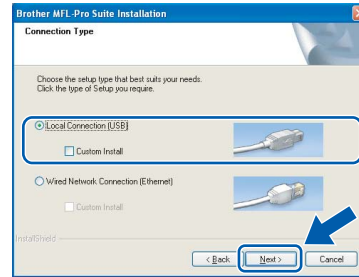 Brother MFL-Pro Suite Installation
Connection Type
Choose the setup type that best suits your needs.
Click the type of Setup you require.
Local Connection (USB)
Custom Install
Wired Network Connection (Ethernet)
Custom Install
InstallShield
< Back
Next >
Cancel